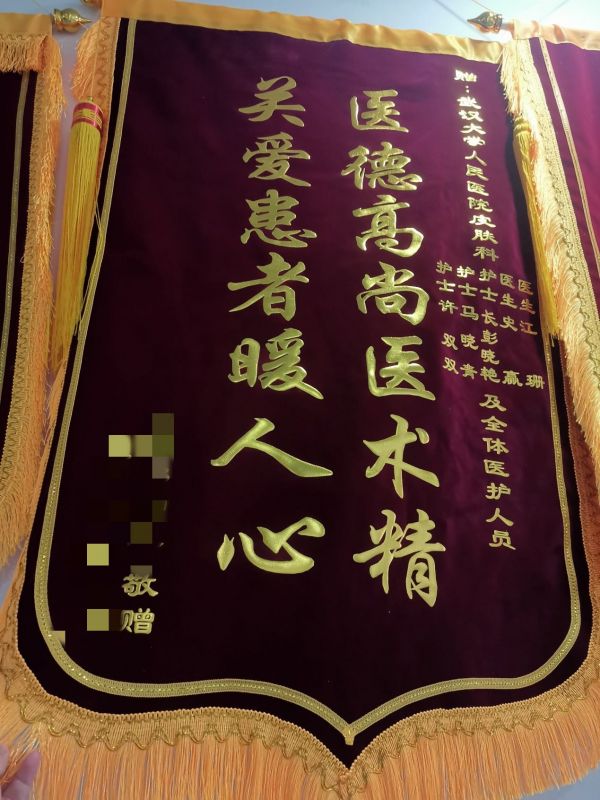 赠：武汉大学人民医院皮肤科
医生江珊
医生史赢
护士长彭晓艳
护士马晓青
护士许双双
及全体医护人员
医德高尚医术精
关爱患者暖人心
敬赠